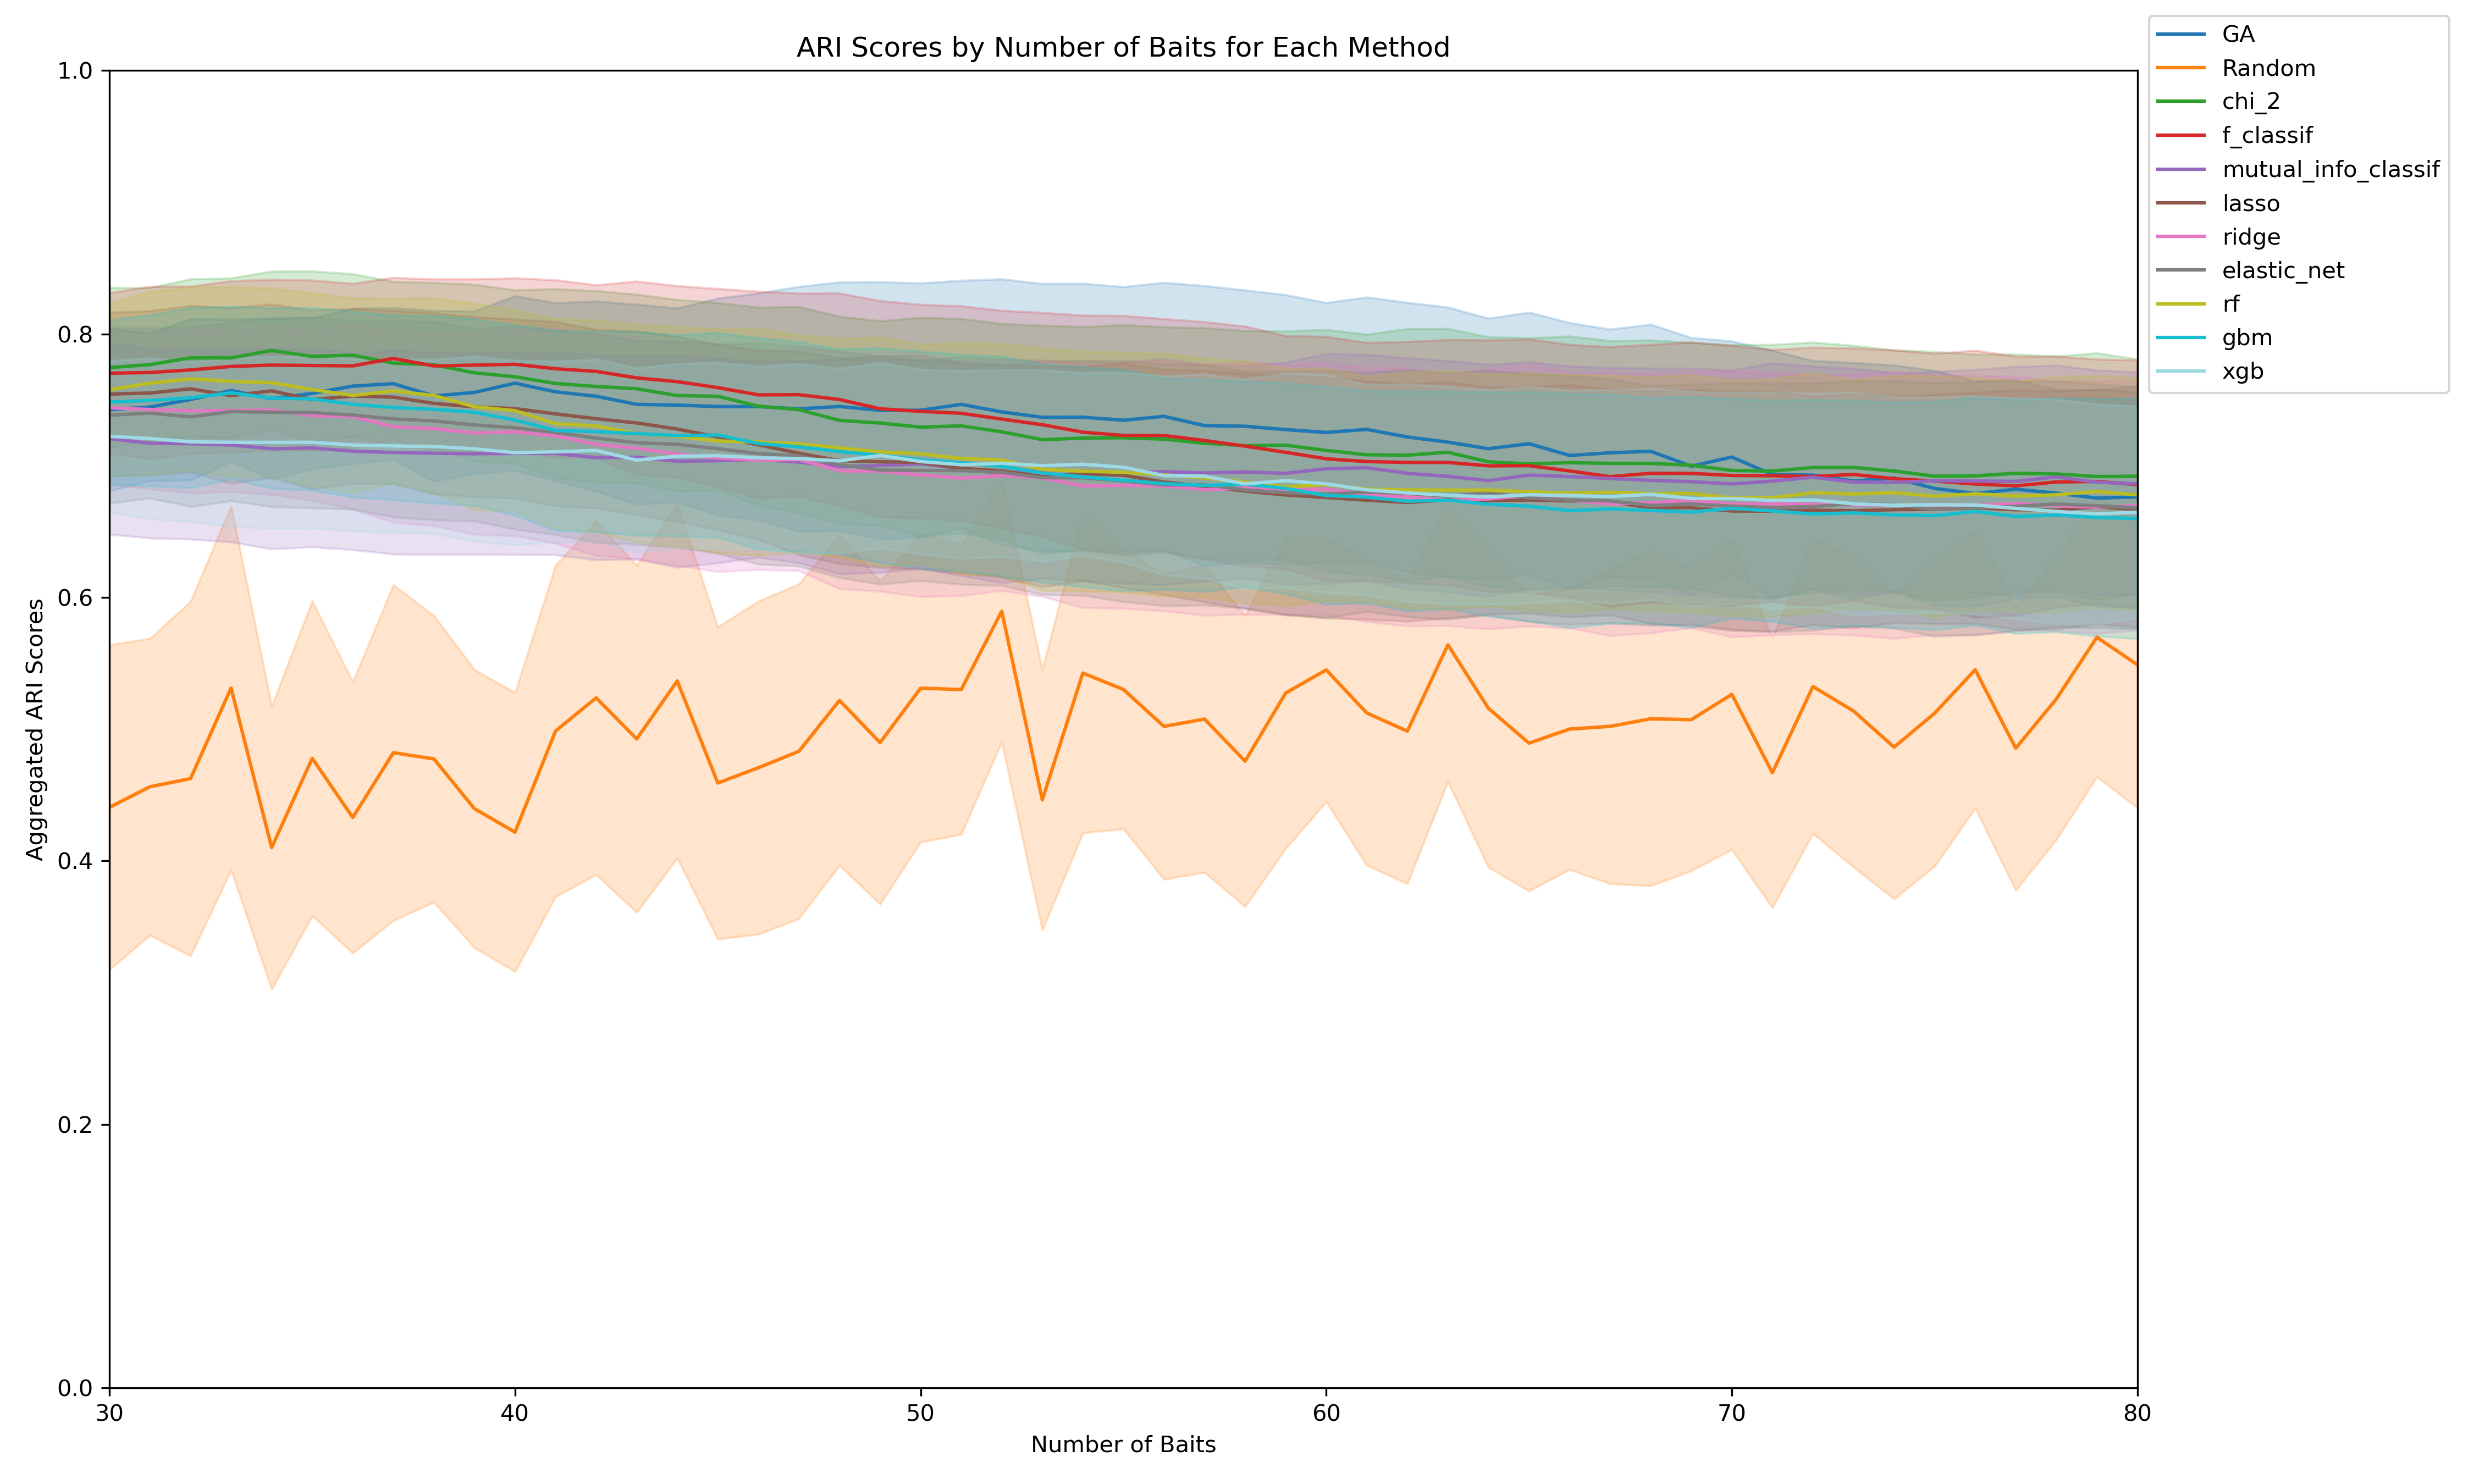 ARI Scores by Number of Baits for Each Method
GA
Random
chi_2
f_classif
mutual_info_classif
lasso
ridge
elastic_net
rf
gbm
xgb
1.0
0.8
0.6
0.4
0.2
0.0
Aggregated ARI Scores
30 40 50 60 70 80
Number of Baits